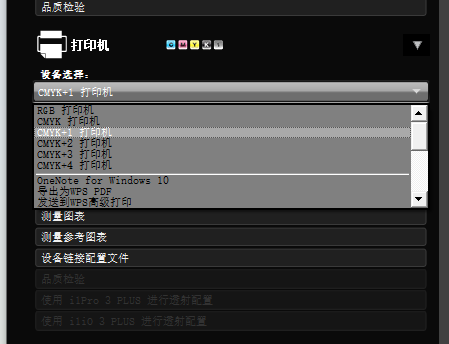 品质检验
打印机
C M Y K 1
设备选择：
CMYK+1 打印机
RGB 打印机
CMYK 打印机
CMYK+1 打印机
CMYK+2 打印机
CMYK+3 打印机
CMYK+4 打印机
OneNote for Windows 10
导出为WPS PDF
发送到WPS高级打印
测量图表
测量参考图表
设备链接配置文件
品质检验
使用 i1Pro 3 PLUS 进行透射配置
使用 i1iO 3 PLUS 进行透射配置